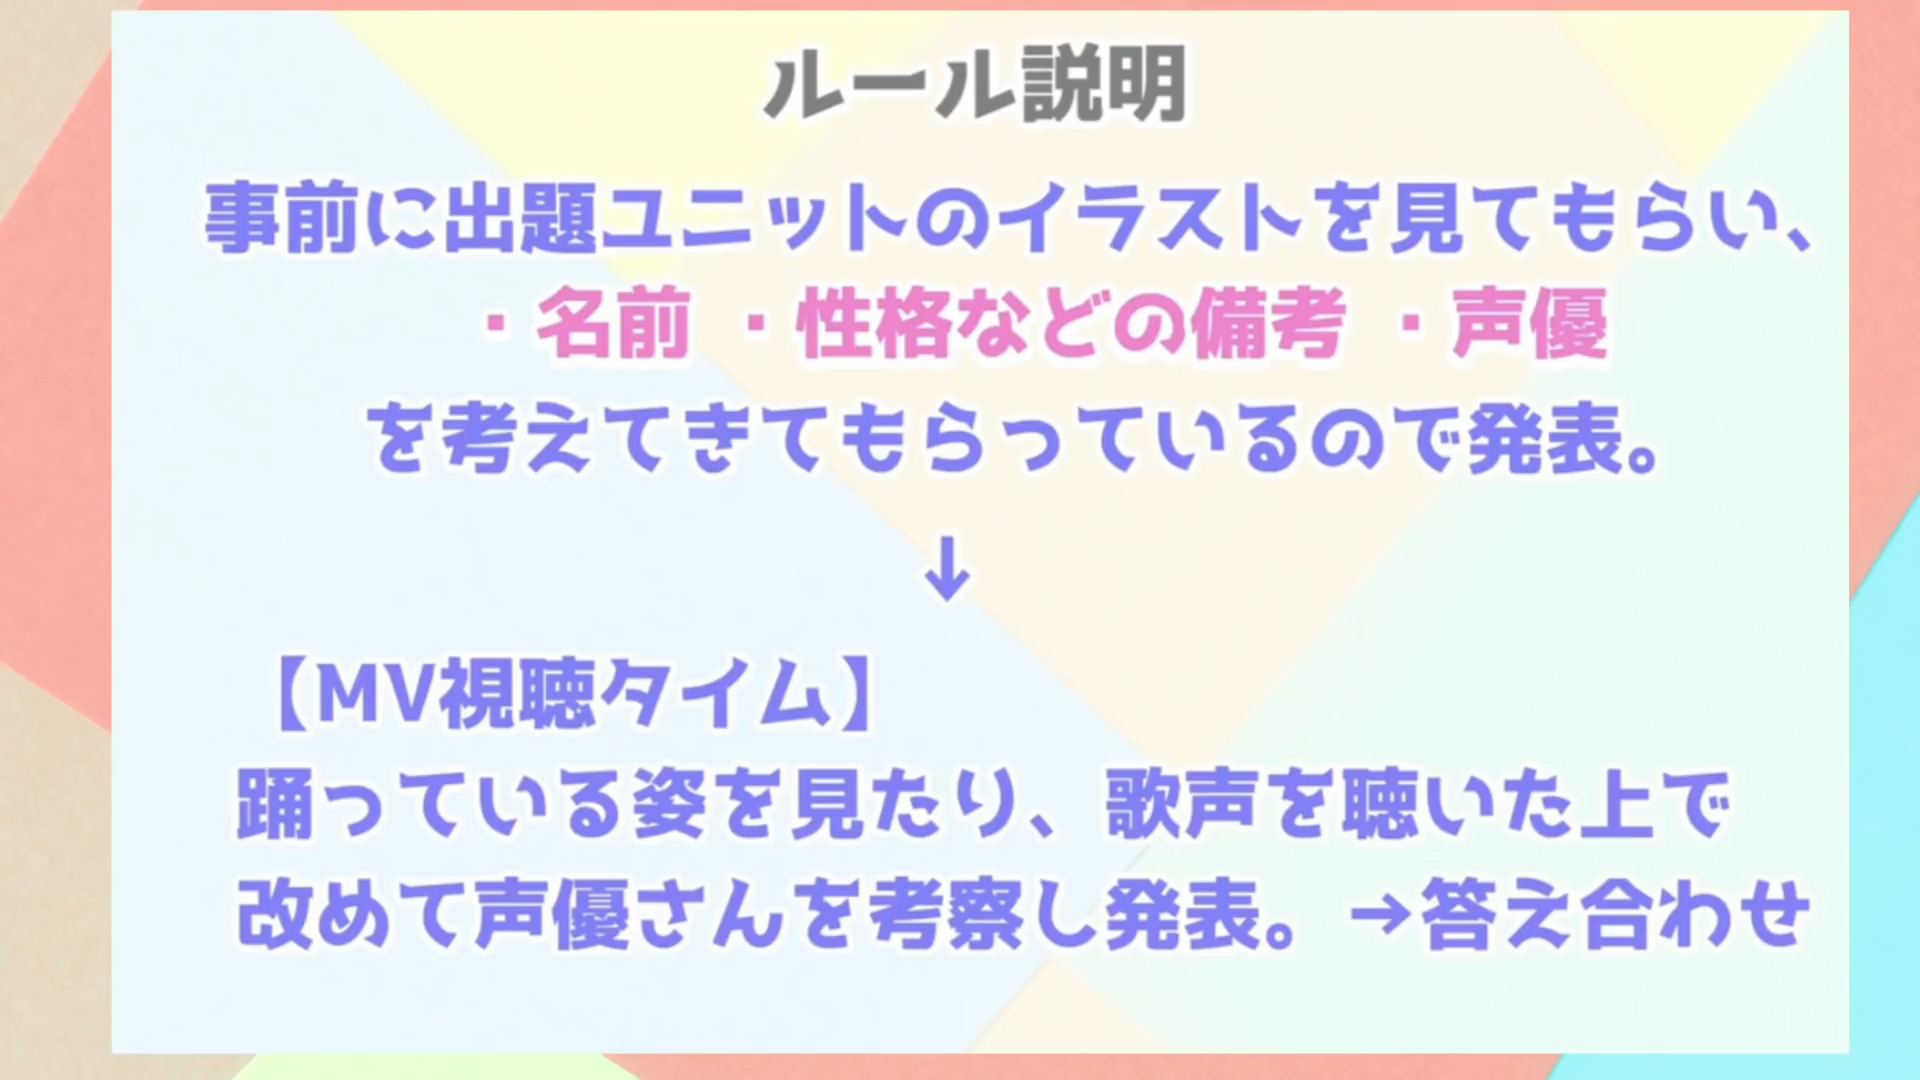 ルール説明
事前に出題ユニットのイラストを見てもらい、
・名前 ・性格などの備考 ・声優
を考えてきてもらっているので発表。
↓
【MV視聴タイム】
踊っている姿を見たり、歌声を聴いた上で
改めて声優さんを考察し発表。→答え合わせ